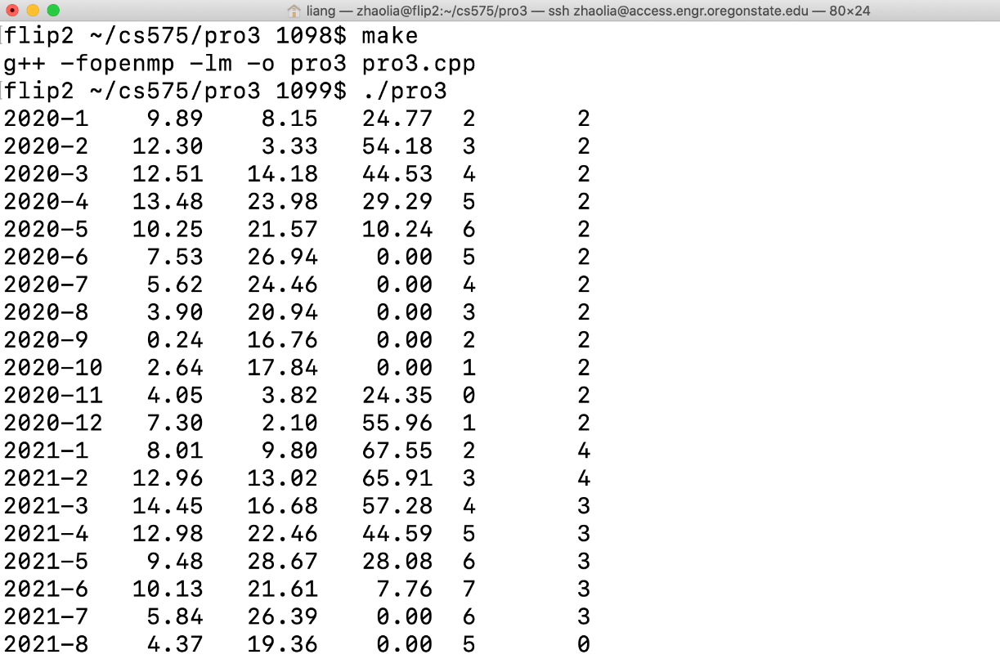 liang — zhaolia@flip2:~/cs575/pro3 — ssh zhaolia@access.engr.oregonstate.edu — 80×24
[flip2 ~/cs575/pro3 1098$ make
g++ -fopenmp -lm -o pro3 pro3.cpp
[flip2 ~/cs575/pro3 1099$ ./pro3
2020-1 9.89 8.15 24.77 2 2
2020-2 12.30 3.33 54.18 3 2
2020-3 12.51 14.18 44.53 4 2
2020-4 13.48 23.98 29.29 5 2
2020-5 10.25 21.57 10.24 6 2
2020-6 7.53 26.94 0.00 5 2
2020-7 5.62 24.46 0.00 4 2
2020-8 3.90 20.94 0.00 3 2
2020-9 0.24 16.76 0.00 2 2
2020-10 2.64 17.84 0.00 1 2
2020-11 4.05 3.82 24.35 0 2
2020-12 7.30 2.10 55.96 1 2
2021-1 8.01 9.80 67.55 2 4
2021-2 12.96 13.02 65.91 3 4
2021-3 14.45 16.68 57.28 4 3
2021-4 12.98 22.46 44.59 5 3
2021-5 9.48 28.67 28.08 6 3
2021-6 10.13 21.61 7.76 7 3
2021-7 5.84 26.39 0.00 6 3
2021-8 4.37 19.36 0.00 5 0